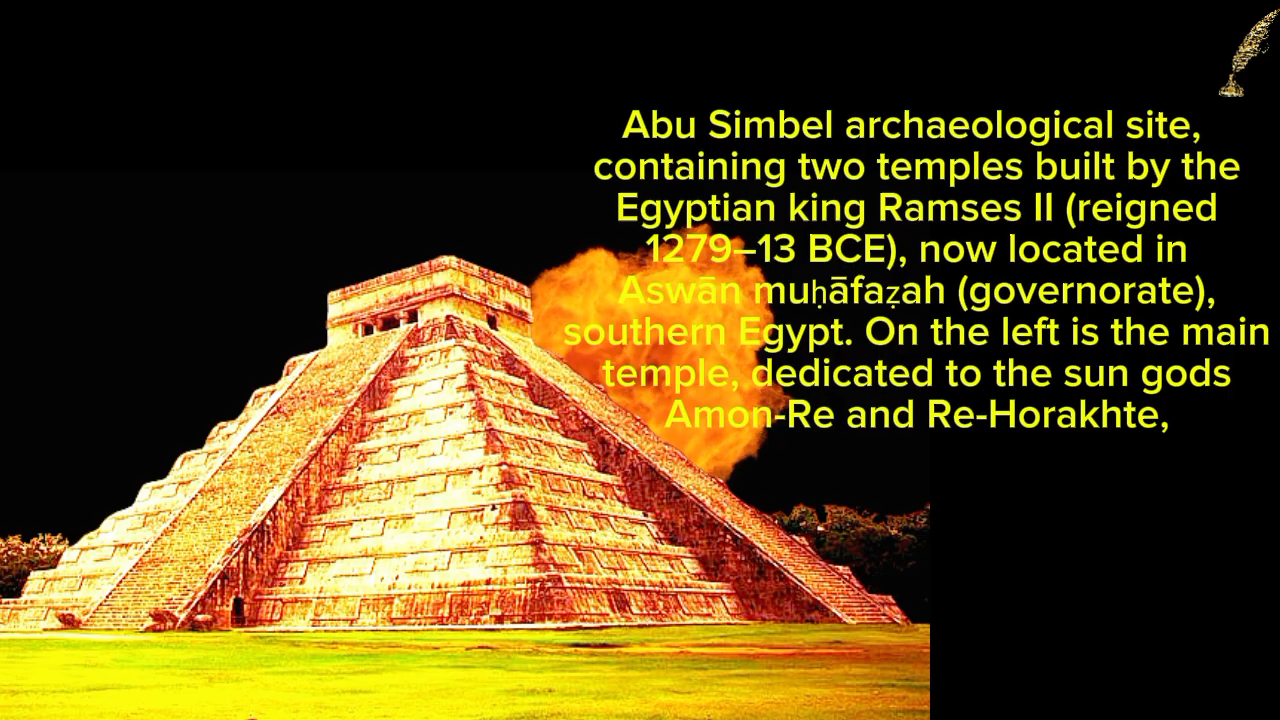 Abu Simbel archaeological site,
containing two temples built by the
Egyptian king Ramses II (reigned
1279–13 BCE), now located in
Aswān muḥāfaẓah (governorate),
southern Egypt. On the left is the main
temple, dedicated to the sun gods
Amon-Re and Re-Horakhte,